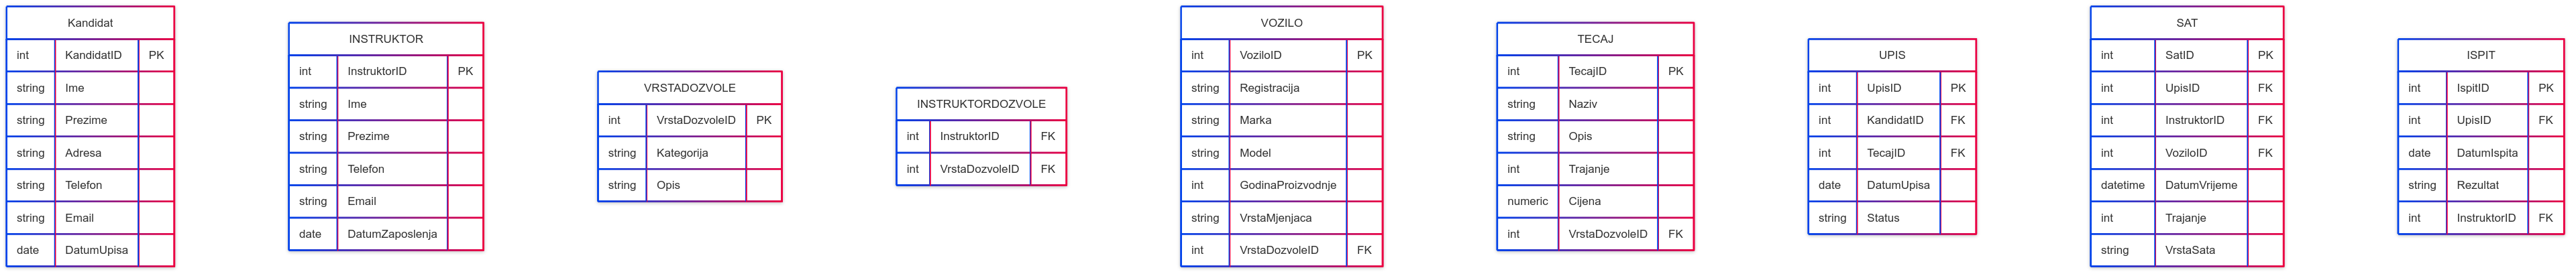 Kandidat
int KandidatID PK
string Ime
string Prezime
string Adresa
string Telefon
string Email
date DatumUpisa
INSTRUKTOR
int InstruktorID PK
string Ime
string Prezime
string Telefon
string Email
date DatumZaposlenja
VRSTADOZVOLE
int VrstaDozvoleID PK
string Kategorija
string Opis
INSTRUKTORDOZVOLE
int InstruktorID FK
int VrstaDozvoleID FK
VOZILO
int VoziloID PK
string Registracija
string Marka
string Model
int GodinaProizvodnje
string VrstaMjenjaca
int VrstaDozvoleID FK
TECAJ
int TecajID PK
string Naziv
string Opis
int Trajanje
numeric Cijena
int VrstaDozvoleID FK
UPIS
int UpisID PK
int KandidatID FK
int TecajID FK
date DatumUpisa
string Status
SAT
int SatID PK
int UpisID FK
int InstruktorID FK
int VoziloID FK
datetime DatumVrijeme
int Trajanje
string VrstaSata
ISPIT
int IspitID PK
int UpisID FK
date DatumIspita
string Rezultat
int InstruktorID FK